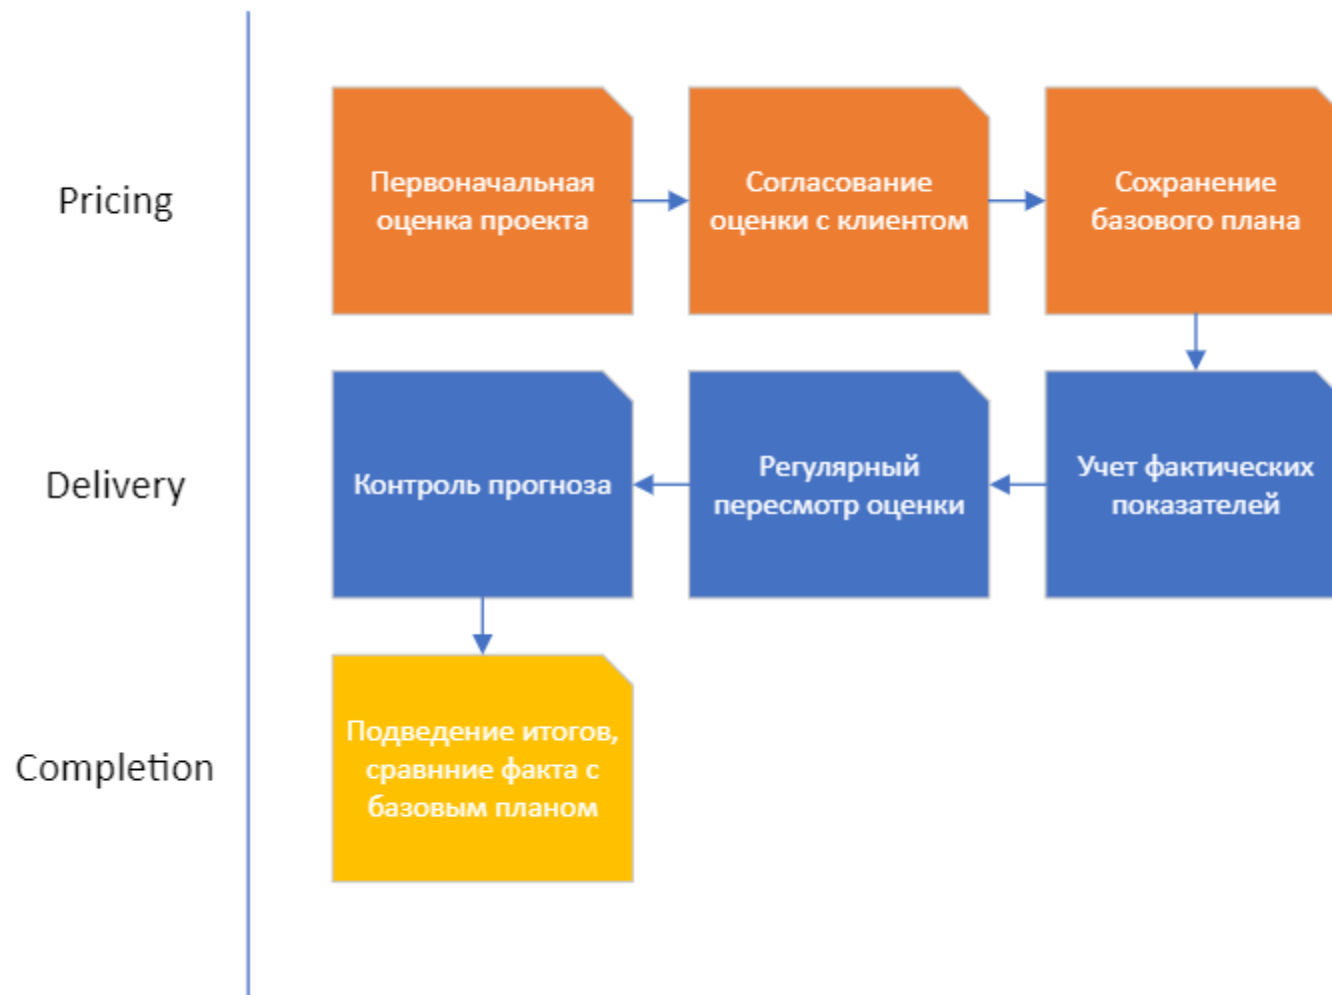 Pricing
Первоначальная
оценка проекта
Согласование
оценки с клиентом
Сохранение
базового плана
Delivery
Контроль прогноза
Регулярный
пересмотр оценки
Учет фактических
показателей
Completion
Подведение итогов,
сравнние факта с
базовым планом